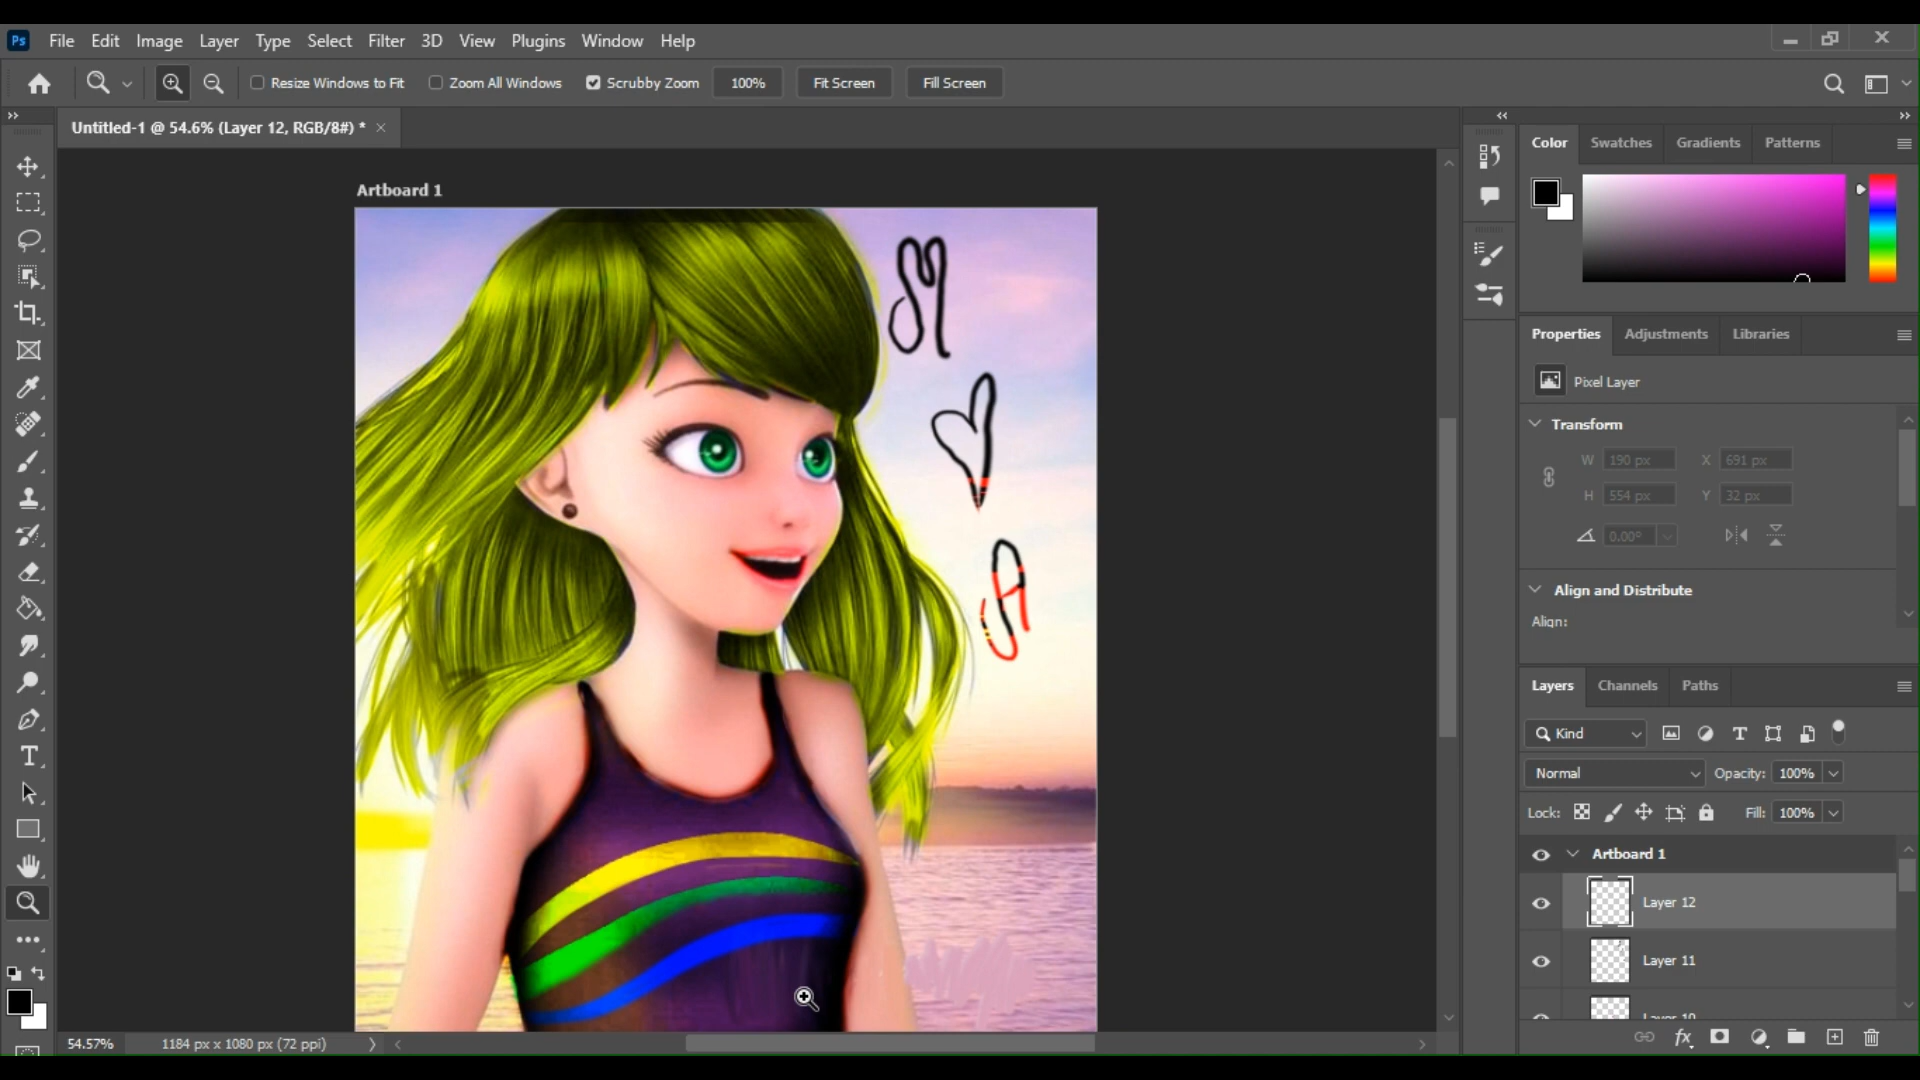 Ps File Edit Image Layer Type Select Filter 3D View Plugins Window Help
Resize Windows to Fit Zoom All Windows Scrubby Zoom 100% Fit Screen Fill Screen
Untitled-1 @ 54.6% (Layer 12, RGB/8#) *
Color Swatches Gradients Patterns
Artboard 1
M
A
Properties Adjustments Libraries
Pixel Layer
Transform
W 190 px X 691 px
H 554 px Y 32 px
0.00°
Align and Distribute
Align:
Layers Channels Paths
Kind
Normal Opacity: 100%
Lock: Fill: 100%
Artboard 1
Layer 12
Layer 11
Layer 10
fx
54.57% 1184 px x 1080 px (72 ppi)